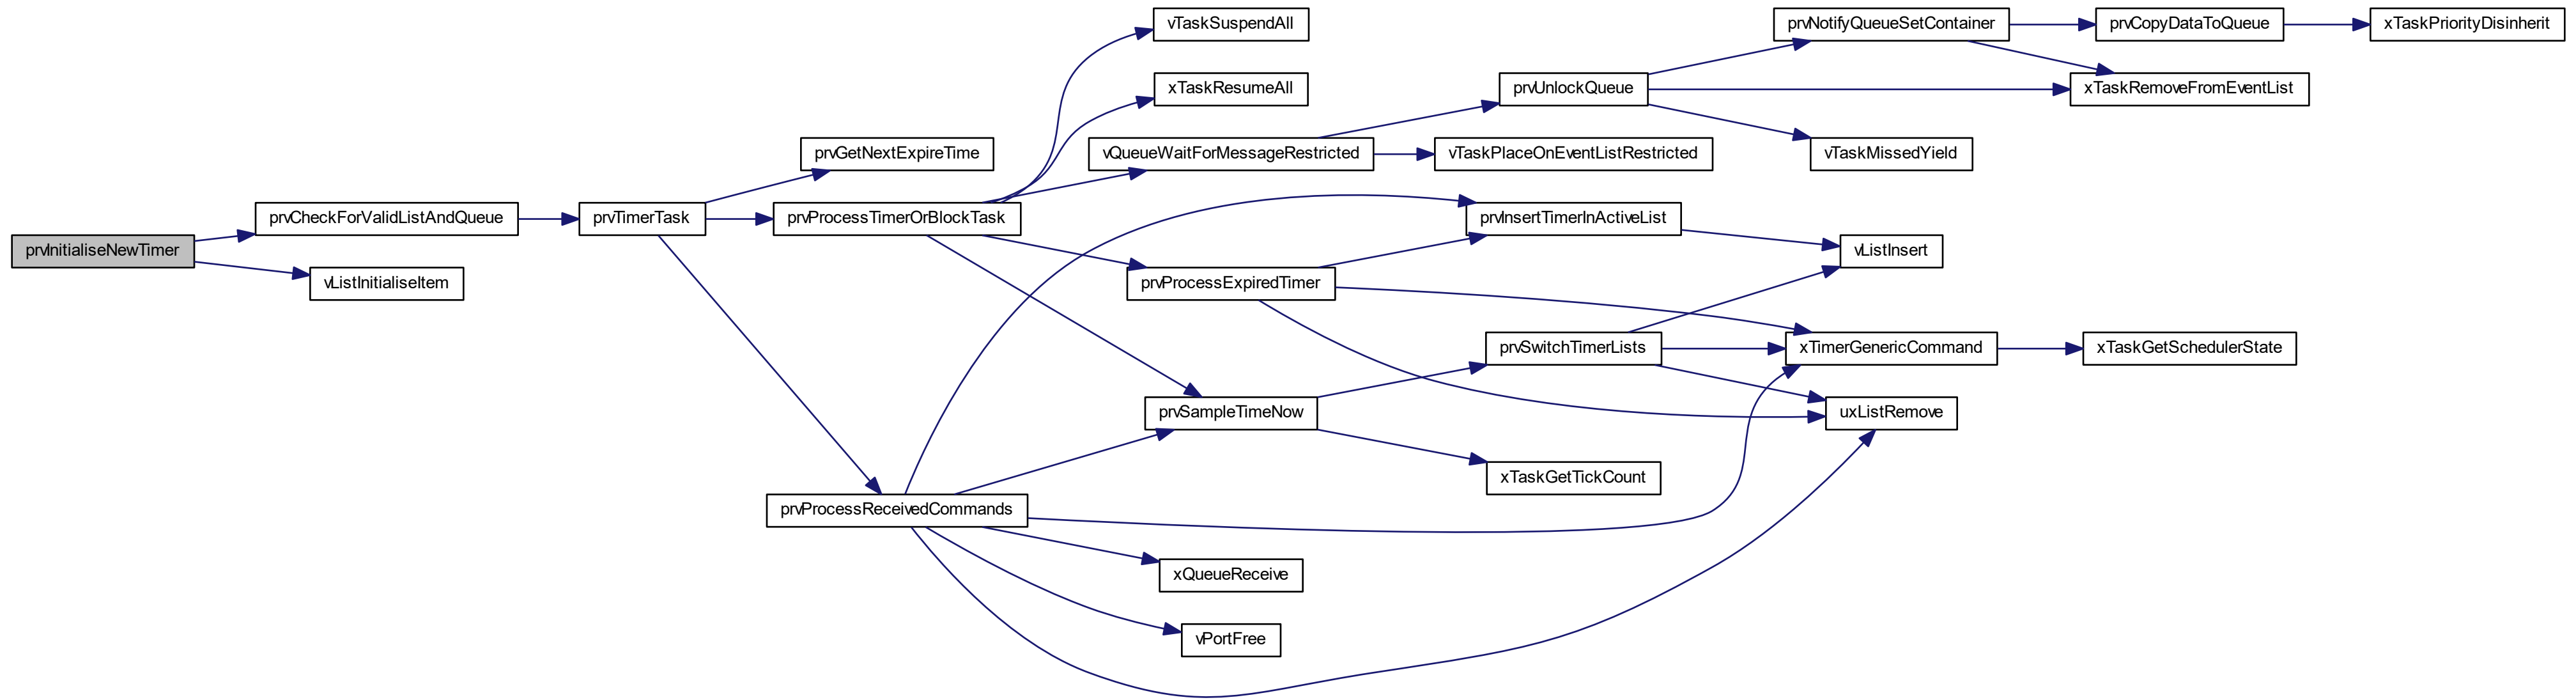 prvInitialiseNewTimer
prvCheckForValidListAndQueue
vListInitialiseItem
prvTimerTask
prvGetNextExpireTime
prvProcessTimerOrBlockTask
prvProcessReceivedCommands
vTaskSuspendAll
xTaskResumeAll
vQueueWaitForMessageRestricted
prvProcessExpiredTimer
prvSampleTimeNow
xQueueReceive
vPortFree
prvUnlockQueue
vTaskPlaceOnEventListRestricted
prvInsertTimerInActiveList
prvSwitchTimerLists
xTaskGetTickCount
prvNotifyQueueSetContainer
vTaskMissedYield
vListInsert
xTimerGenericCommand
uxListRemove
prvCopyDataToQueue
xTaskRemoveFromEventList
xTaskGetSchedulerState
xTaskPriorityDisinherit